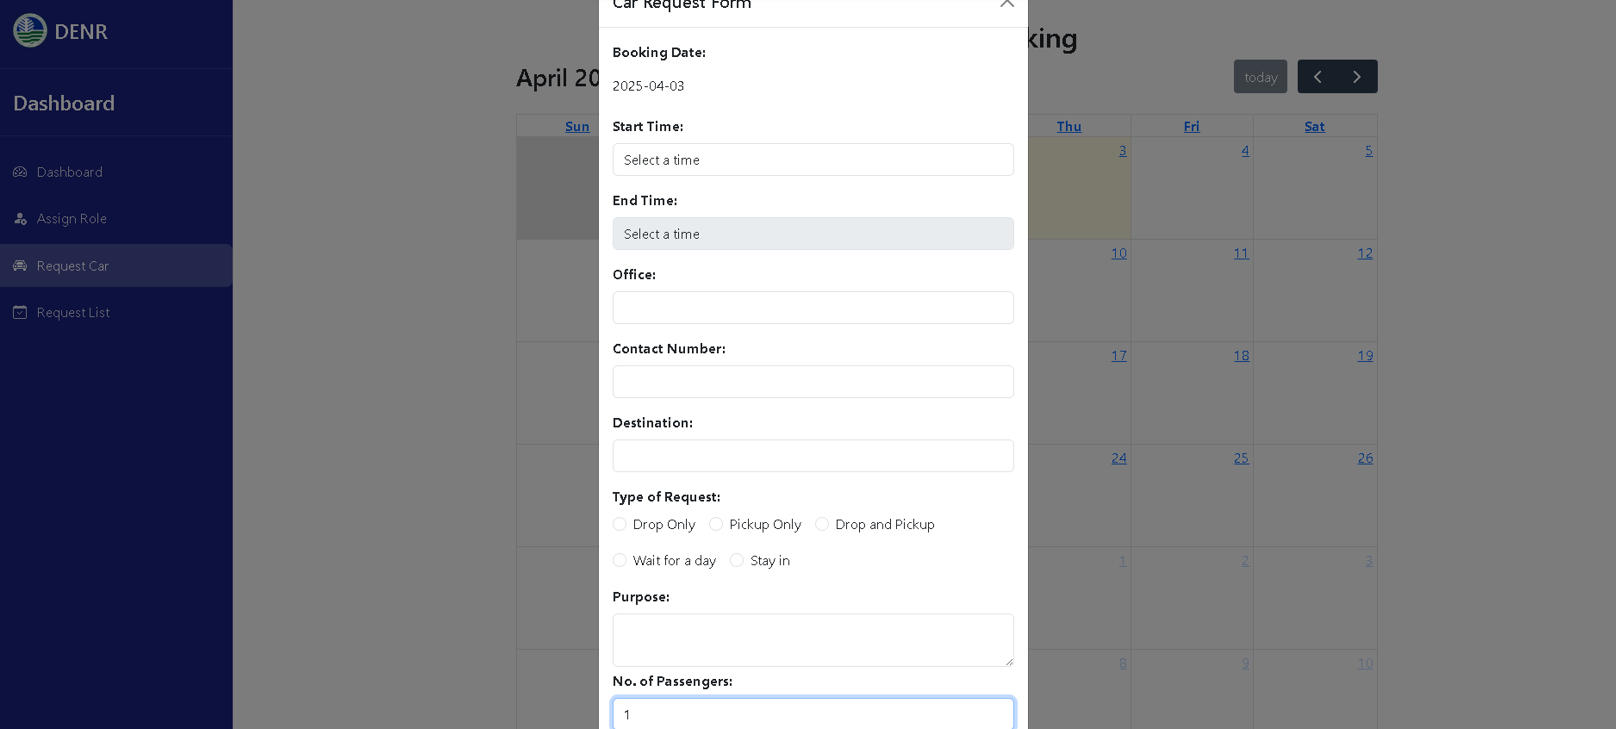 DENR
Dashboard
Dashboard
Assign Role
Request Car
Request List
April 20
king
today
Sun
Thu
Fri
Sat
3
4
5
10
11
12
17
18
19
24
25
26
1
2
3
8
9
10
Car Request Form
Booking Date:
2025-04-03
Start Time:
Select a time
End Time:
Select a time
Office:
Contact Number:
Destination:
Type of Request:
Drop Only
Pickup Only
Drop and Pickup
Wait for a day
Stay in
Purpose:
No. of Passengers:
1